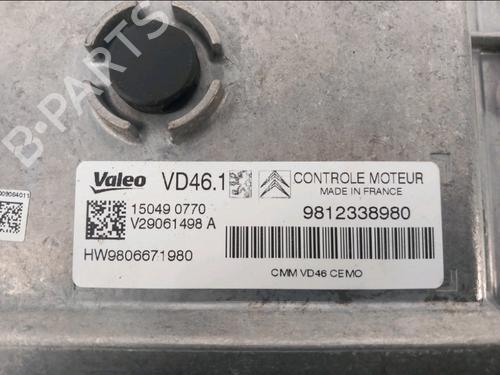 B-PARTS
Valeo VD46.1 CONTROLE MOTEUR
MADE IN FRANCE
15049 0770
V29061498 A
9812338980
HW9806671980
CMM VD46 CEMO